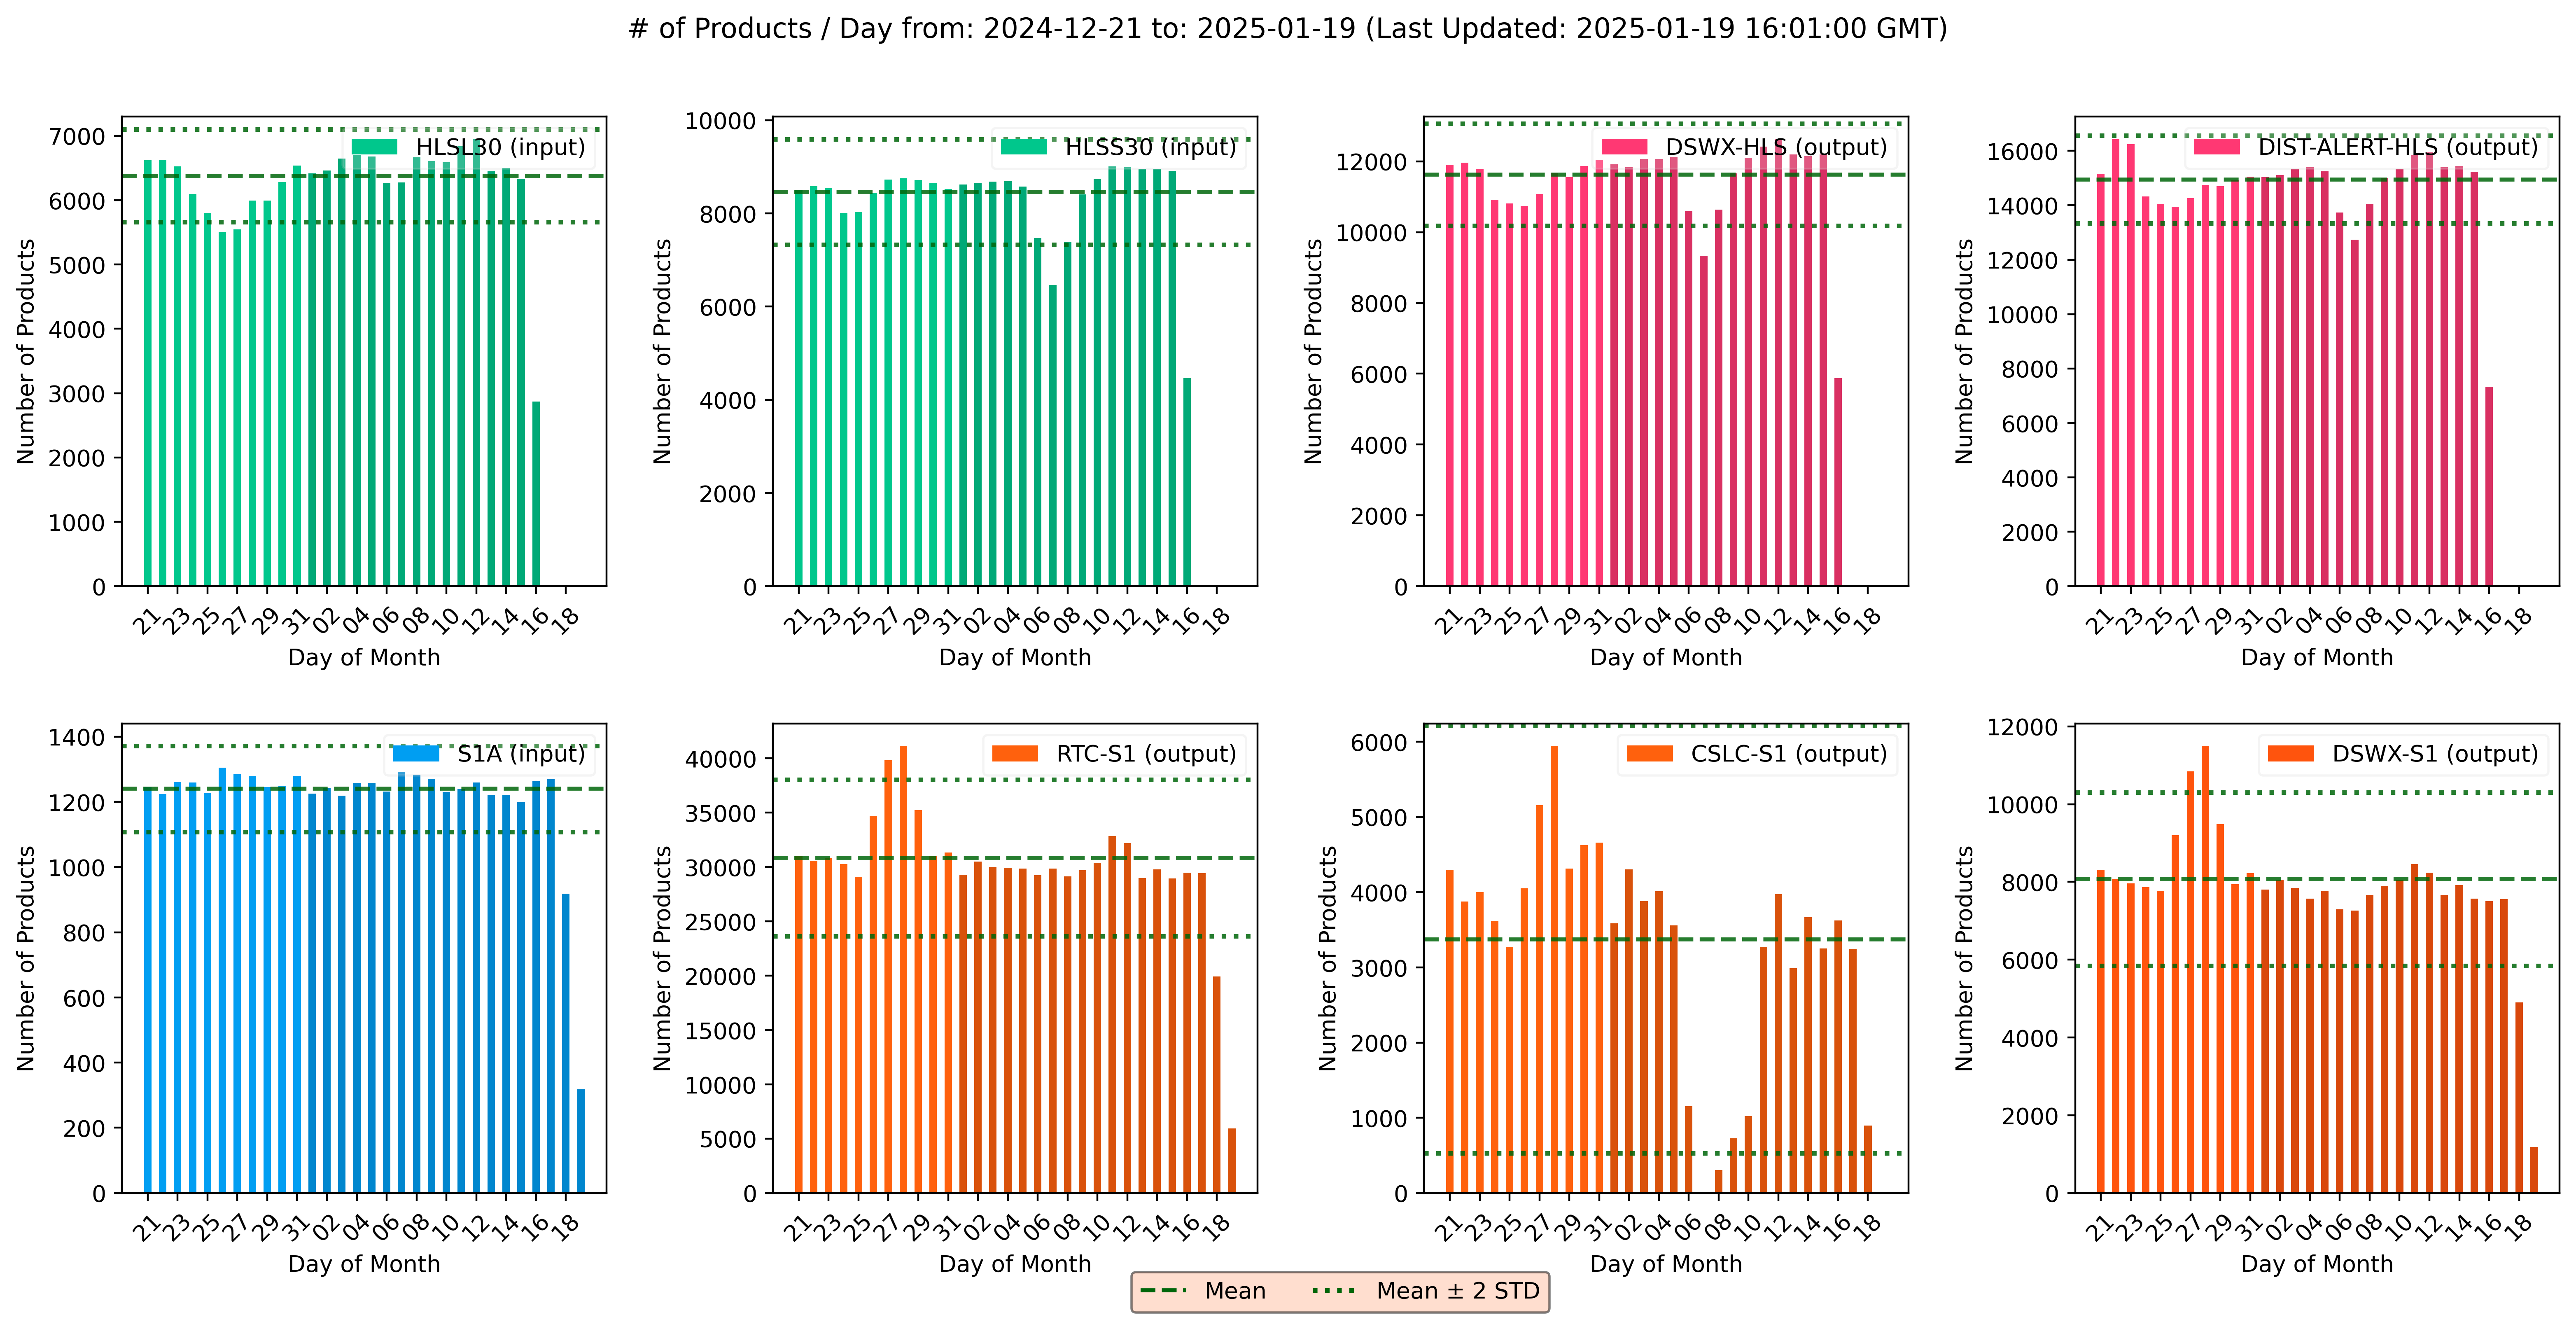 # of Products / Day from: 2024-12-21 to: 2025-01-19 (Last Updated: 2025-01-19 16:01:00 GMT)
HLSL30 (input)
Number of Products
7000
6000
5000
4000
3000
2000
1000
0
21 23 25 27 29 31 02 04 06 08 10 12 14 16 18
Day of Month
HLSS30 (input)
Number of Products
10000
8000
6000
4000
2000
0
21 23 25 27 29 31 02 04 06 08 10 12 14 16 18
Day of Month
DSWX-HLS (output)
Number of Products
12000
10000
8000
6000
4000
2000
0
21 23 25 27 29 31 02 04 06 08 10 12 14 16 18
Day of Month
DIST-ALERT-HLS (output)
Number of Products
16000
14000
12000
10000
8000
6000
4000
2000
0
21 23 25 27 29 31 02 04 06 08 10 12 14 16 18
Day of Month
S1A (input)
Number of Products
1400
1200
1000
800
600
400
200
0
21 23 25 27 29 31 02 04 06 08 10 12 14 16 18
Day of Month
RTC-S1 (output)
Number of Products
40000
35000
30000
25000
20000
15000
10000
5000
0
21 23 25 27 29 31 02 04 06 08 10 12 14 16 18
Day of Month
CSLC-S1 (output)
Number of Products
6000
5000
4000
3000
2000
1000
0
21 23 25 27 29 31 02 04 06 08 10 12 14 16 18
Day of Month
DSWX-S1 (output)
Number of Products
12000
10000
8000
6000
4000
2000
0
21 23 25 27 29 31 02 04 06 08 10 12 14 16 18
Day of Month
Mean Mean ± 2 STD